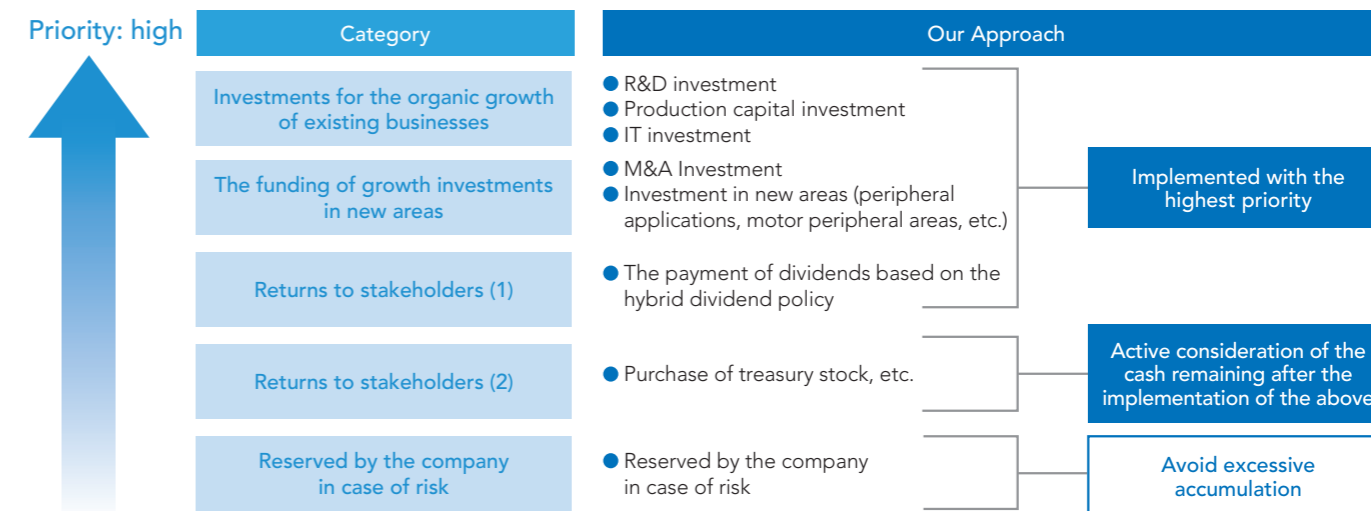 Priority: high
Category
Our Approach
Investments for the organic growth
of existing businesses
● R&D investment
● Production capital investment
● IT investment
The funding of growth investments
in new areas
● M&A Investment
● Investment in new areas (peripheral
applications, motor peripheral areas, etc.)
Implemented with the
highest priority
Returns to stakeholders (1)
● The payment of dividends based on the
hybrid dividend policy
Returns to stakeholders (2)
● Purchase of treasury stock, etc.
Active consideration of the
cash remaining after the
implementation of the above
Reserved by the company
in case of risk
● Reserved by the company
in case of risk
Avoid excessive
accumulation